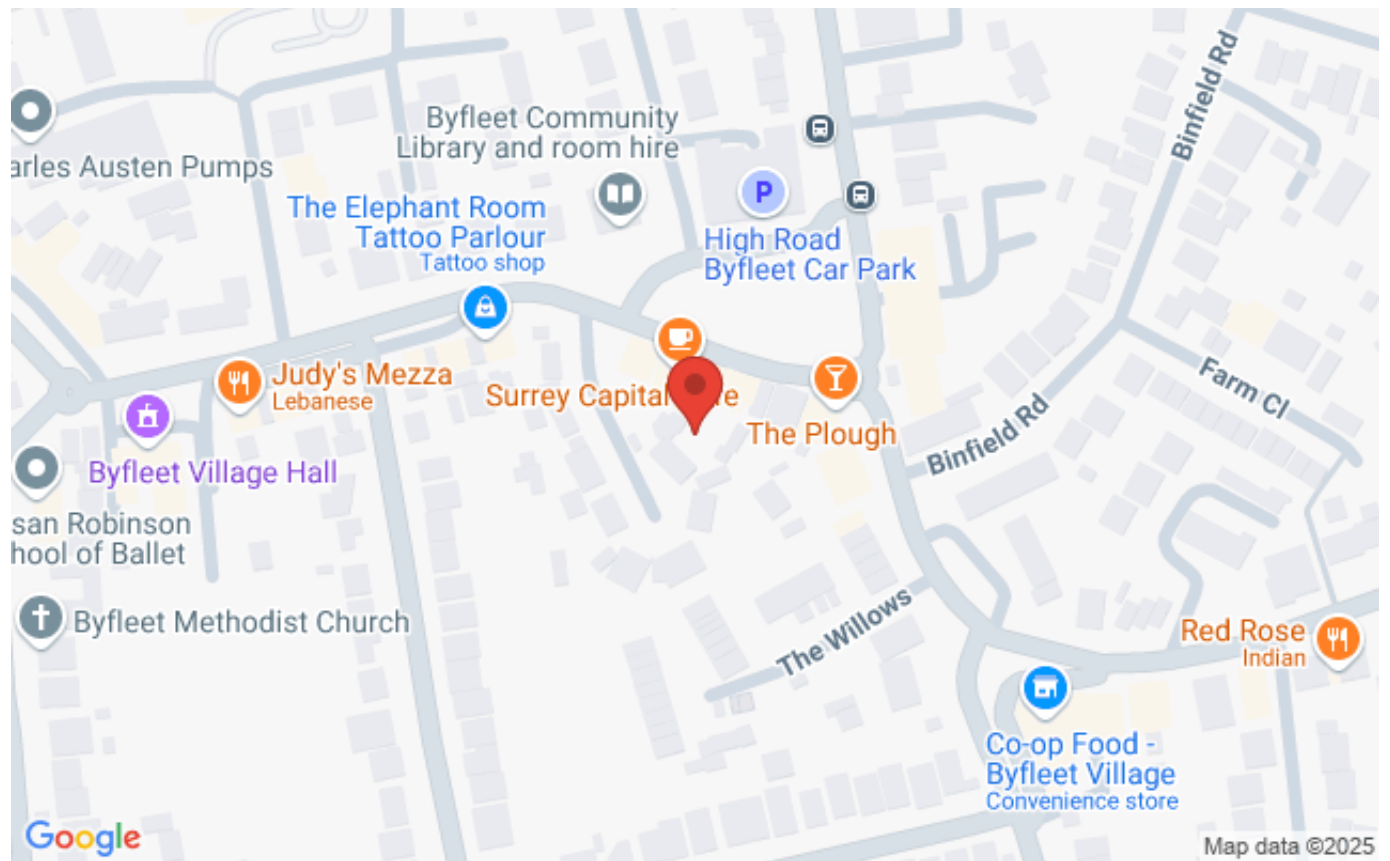 Binfield Rd
Byfleet Community
Library and room hire
arles Austen Pumps
P
The Elephant Room
Tattoo Parlour
Tattoo shop
High Road
Byfleet Car Park
Judy's Mezza
Lebanese
Surrey Capital
The Plough
Farm Cl
Binfield Rd
Byfleet Village Hall
san Robinson
hool of Ballet
Byfleet Methodist Church
The Willows
Red Rose
Indian
Co-op Food -
Byfleet Village
Convenience store
Google
Map data ©2025